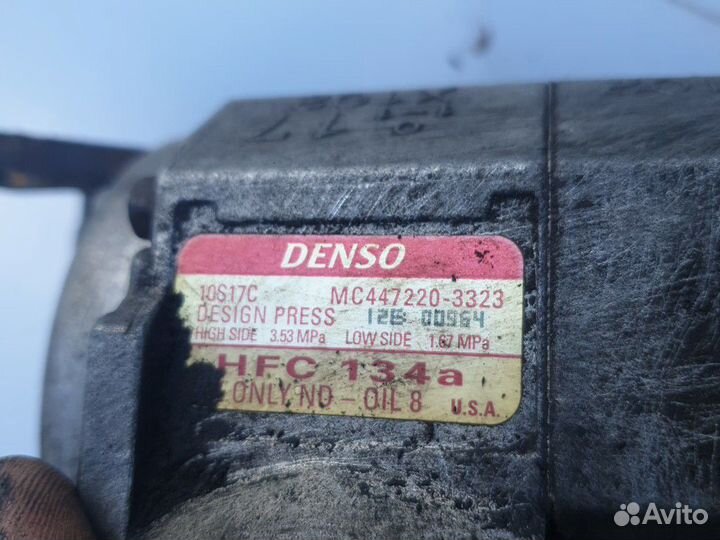 DENSO
10S17C MC447220-3323
DESIGN PRESS 12B 00964
HIGH SIDE 3.53 MPa LOW SIDE 1.67 MPa
HFC 134a
ONLY ND-OIL 8 U.S.A.
Avito